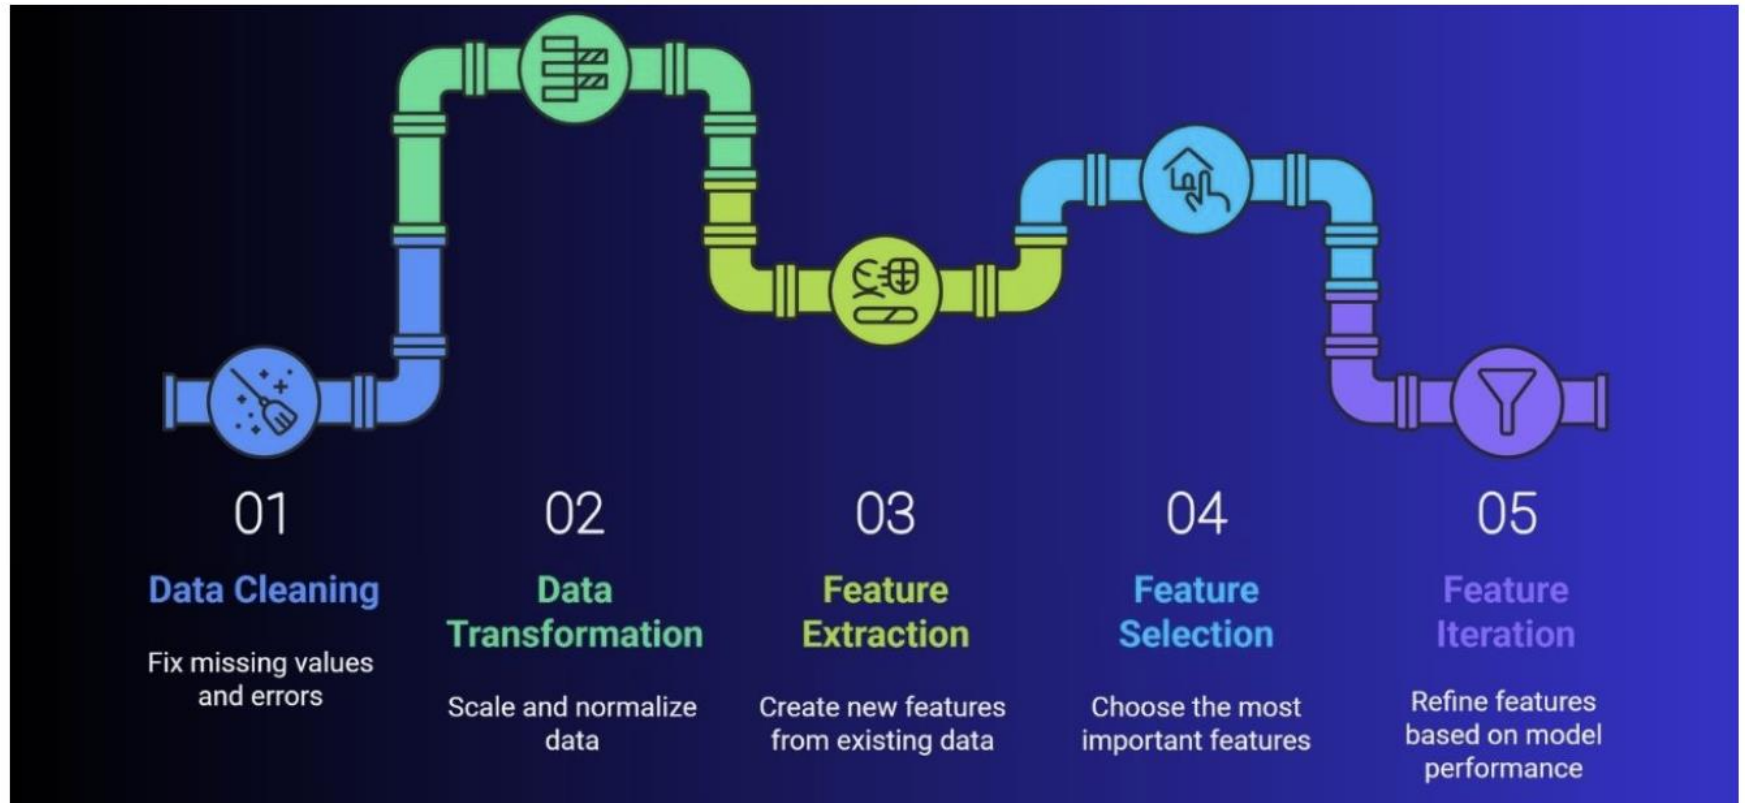 01
Data Cleaning
Fix missing values
and errors
02
Data
Transformation
Scale and normalize
data
03
Feature
Extraction
Create new features
from existing data
04
Feature
Selection
Choose the most
important features
05
Feature
Iteration
Refine features
based on model
performance